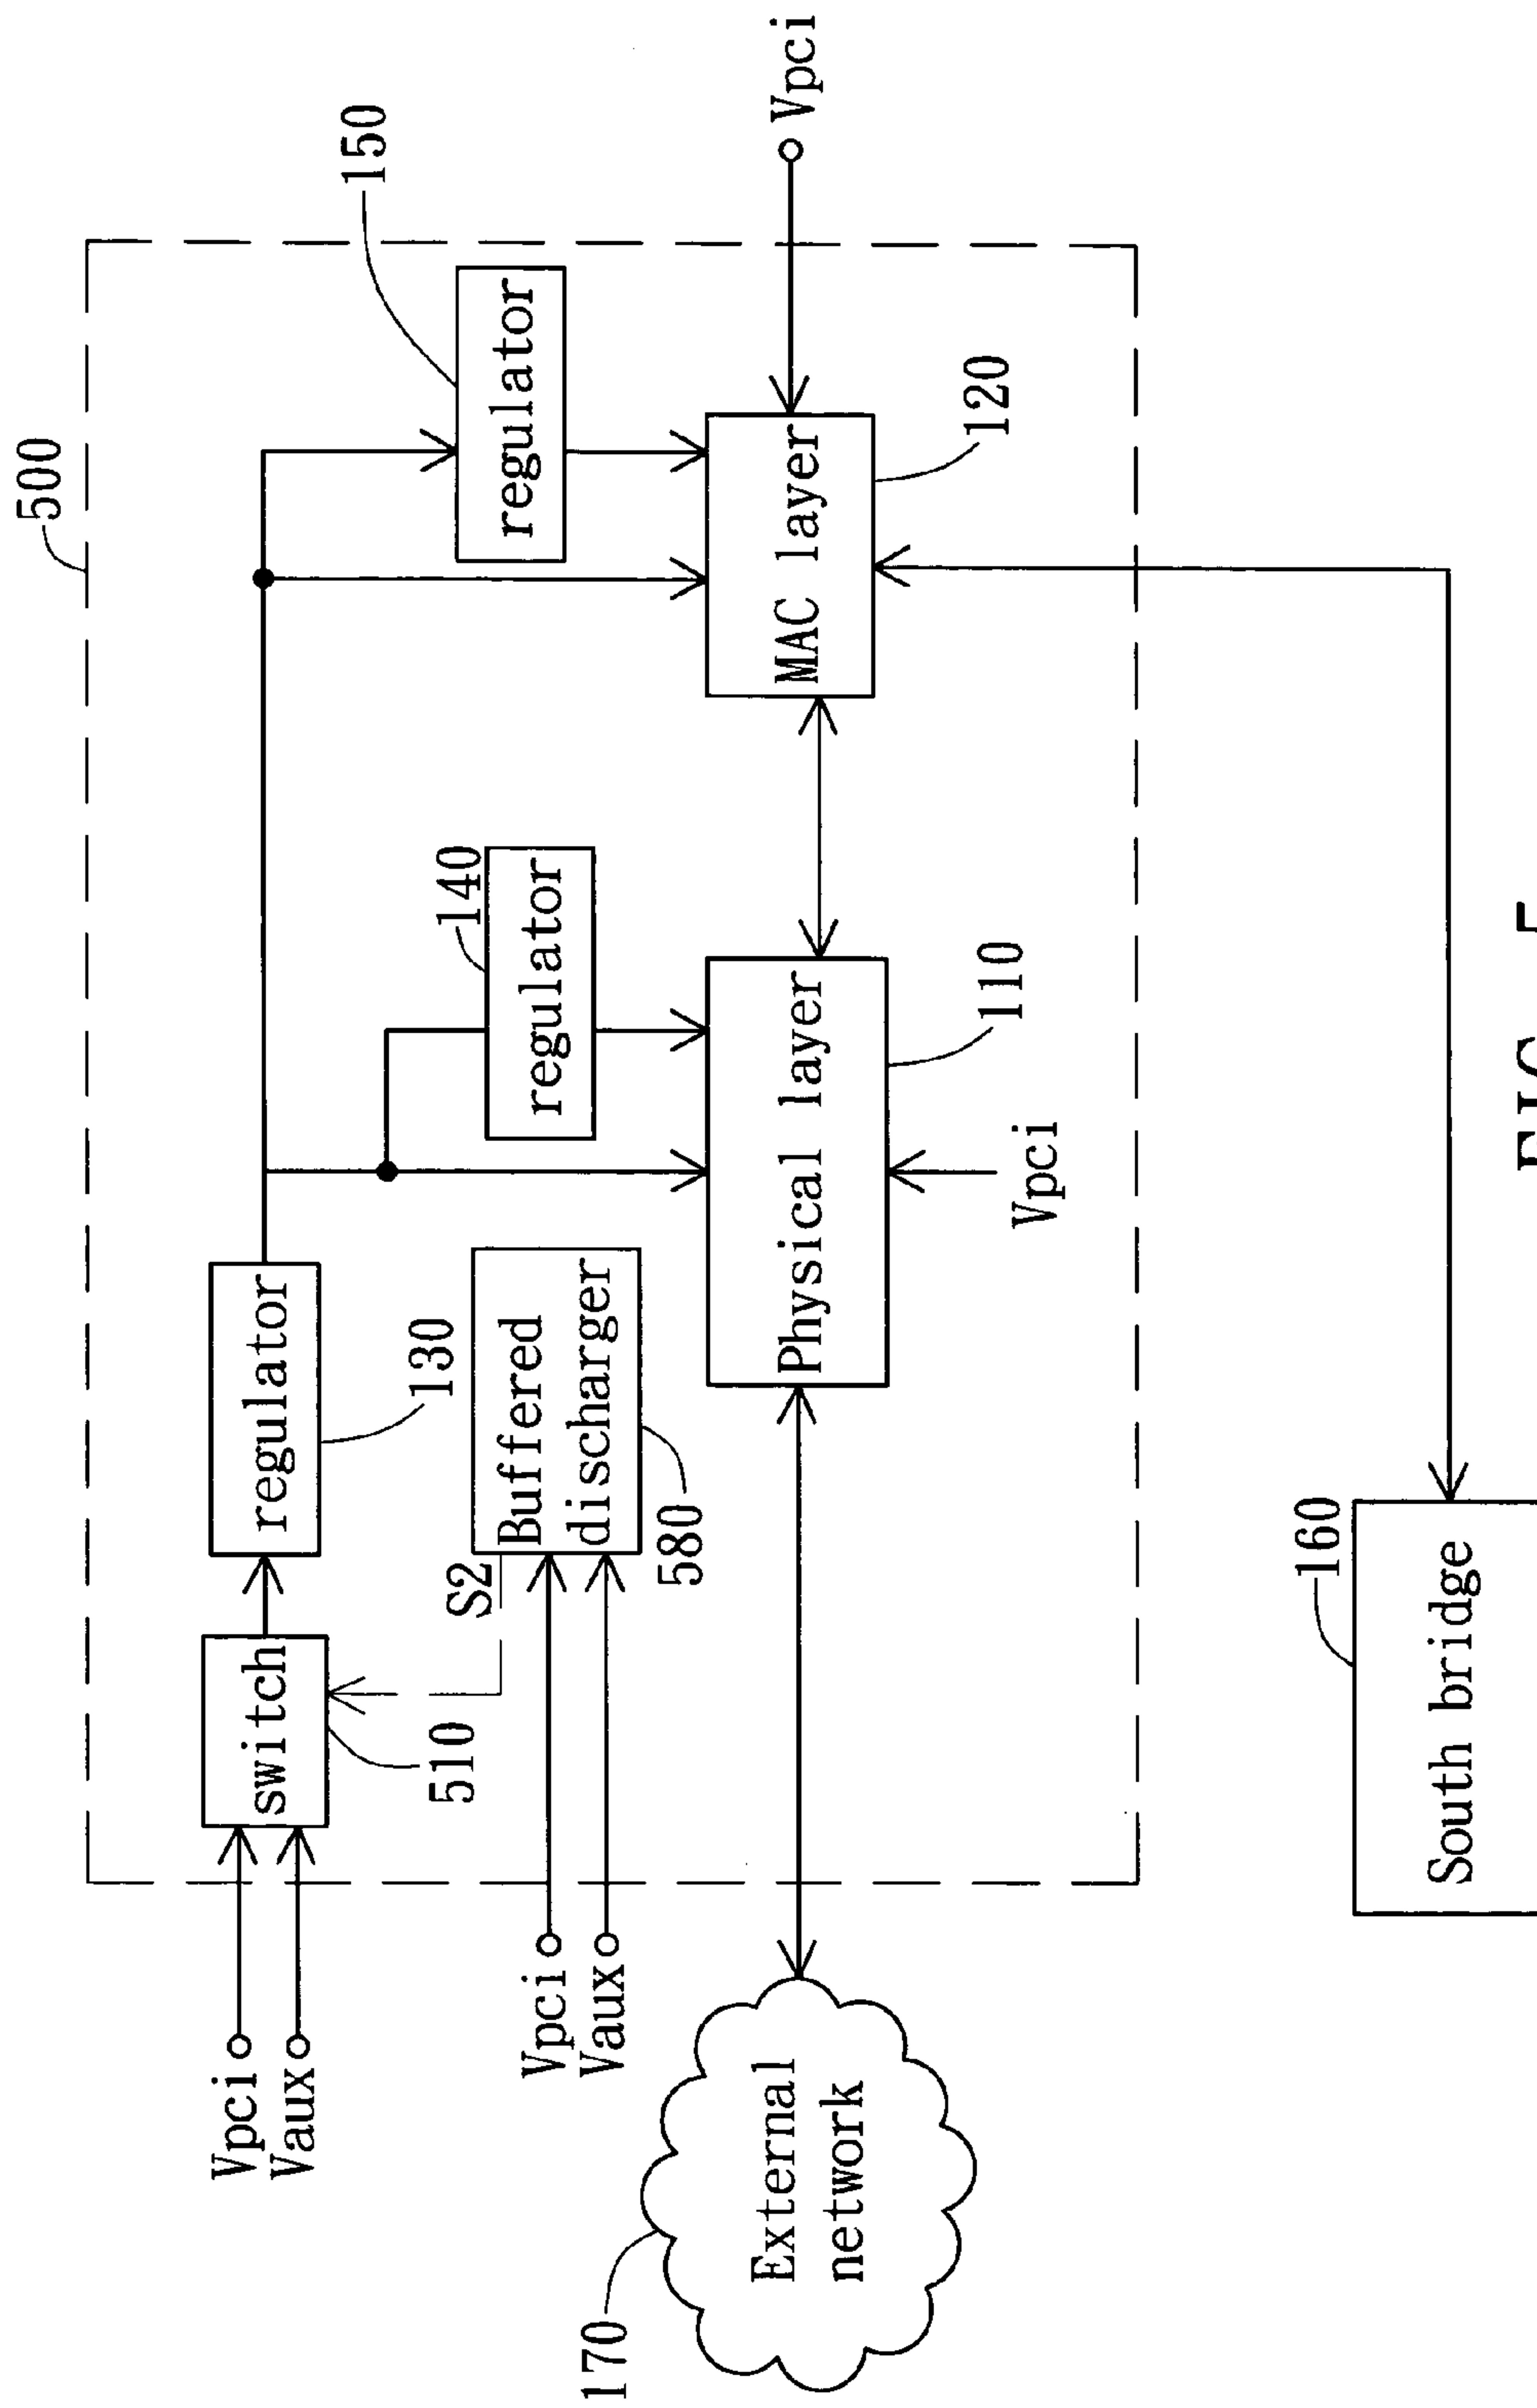 500
150
Vpci
Vaux
switch
510
regulator
130
140
regulator
regulator
S2
Vpci
Vaux
Buffered
discharger
580
170
External
network
Physical layer
110
Vpci
MAC layer
120
Vpci
160
South bridge